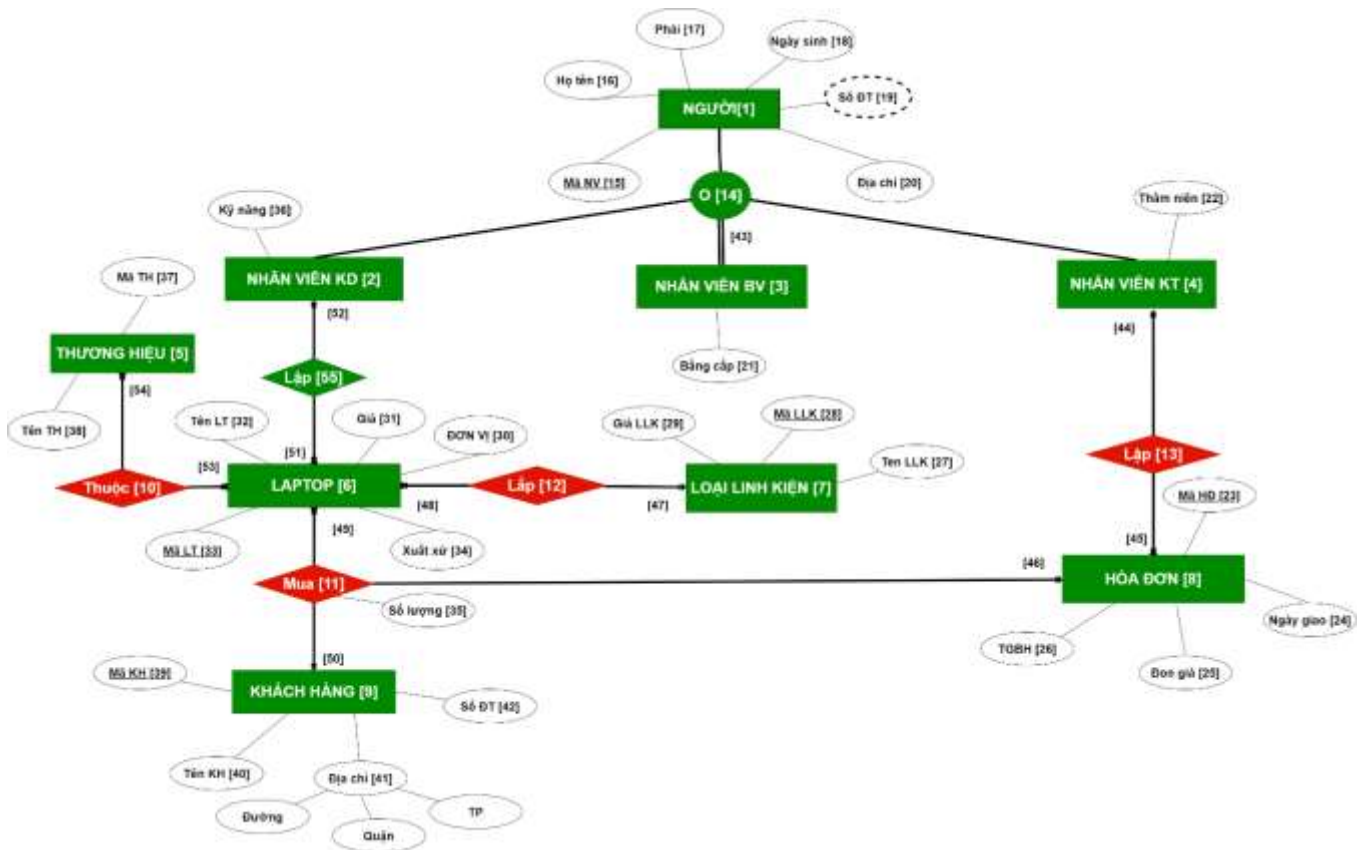 Phái [17]
Ngày sinh [18]
Họ tên [16]
Số ĐT [19]
NGƯỜI[1]
Mã NV [15]
Địa chỉ [20]
O [14]
Kỹ năng [36]
Thâm niên [22]
[43]
Mã TH [37]
NHÂN VIÊN KD [2]
NHÂN VIÊN BV [3]
NHÂN VIÊN KT [4]
[52]
[44]
THƯƠNG HIỆU [5]
Lập [55]
Bằng cấp [21]
[54]
Tên LT [32]
Giá [31]
Giá LLK [29]
Mã LLK [28]
Tên TH [38]
ĐƠN VỊ [30]
[51]
Lập [13]
Ten LLK [27]
[53]
Thuộc [10]
LAPTOP [6]
Lắp [12]
LOẠI LINH KIỆN [7]
[48]
[47]
Mã HĐ [23]
[49]
[45]
Mã LT [33]
Xuất xứ [34]
[46]
Mua [11]
HÓA ĐƠN [8]
Số lượng [35]
Ngày giao [24]
TGBH [26]
[50]
Mã KH [39]
Đon giá [25]
KHÁCH HÀNG [9]
Số ĐT [42]
Tên KH [40]
Địa chỉ [41]
Đường
TP
Quận